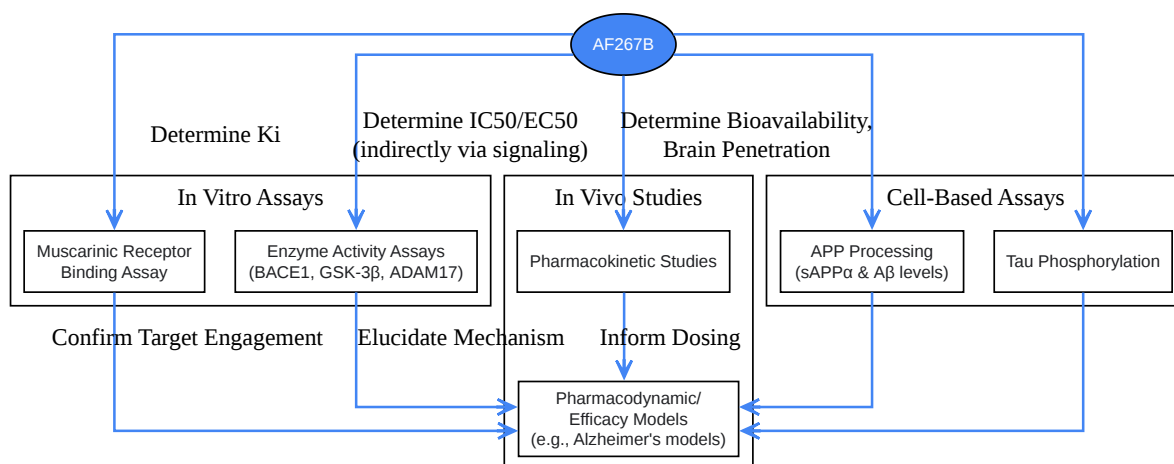 AF267B
Determine Ki
Determine IC50/EC50
(indirectly via signaling)
Determine Bioavailability,
Brain Penetration
In Vitro Assays
In Vivo Studies
Cell-Based Assays
Muscarinic Receptor
Binding Assay
Enzyme Activity Assays
(BACE1, GSK-3β, ADAM17)
Pharmacokinetic Studies
APP Processing
(sAPPα & Aβ levels)
Tau Phosphorylation
Confirm Target Engagement
Elucidate Mechanism
Inform Dosing
Pharmacodynamic/
Efficacy Models
(e.g., Alzheimer's models)